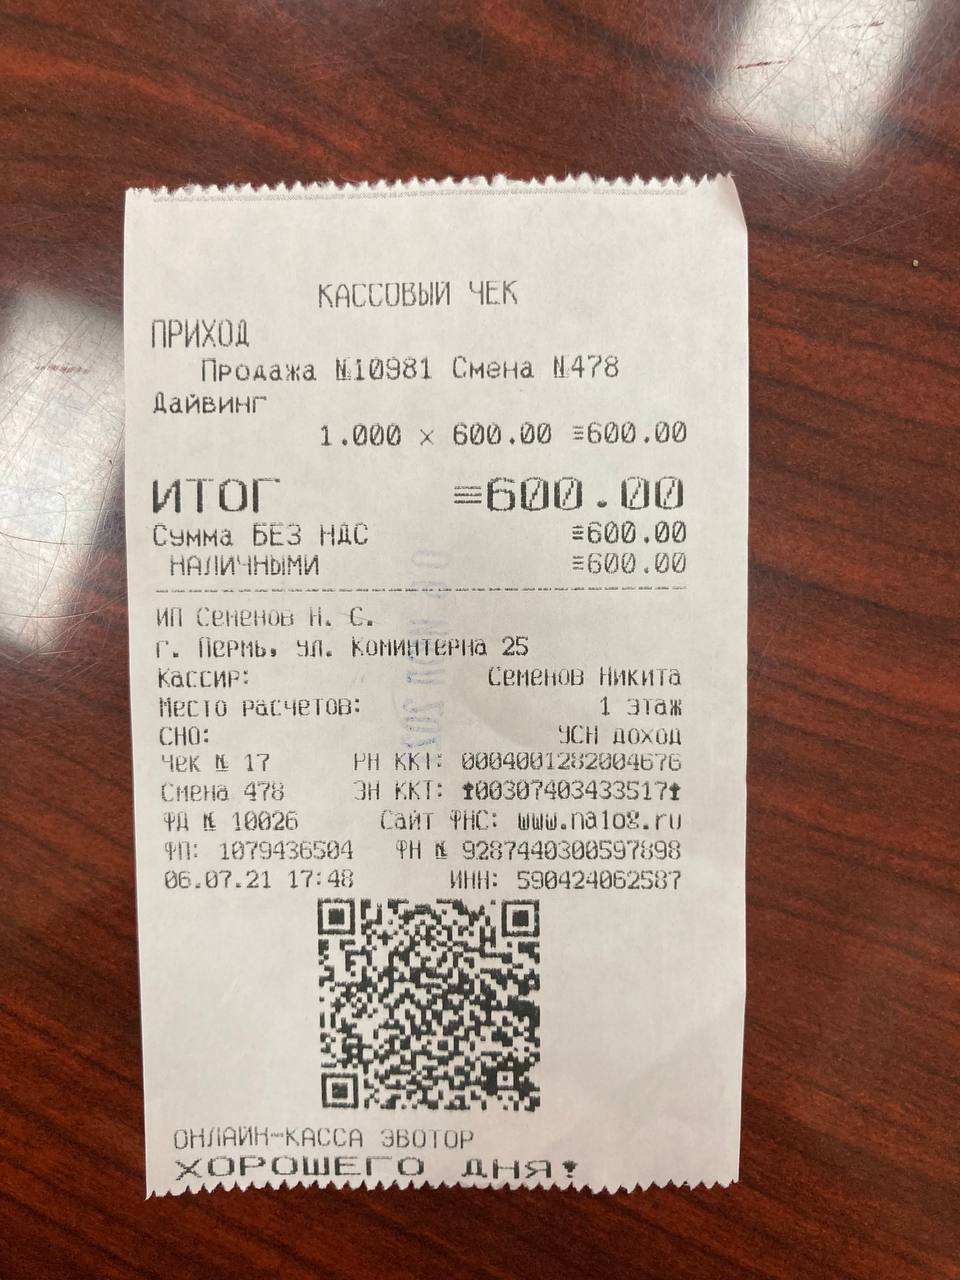 КАССОВЫЙ ЧЕК
ПРИХОД
Продажа №10981 Смена №478
Дайвинг
1.000 × 600.00 ≡600.00
ИТОГ ≡600.00
Сумма БЕЗ НДС ≡600.00
НАЛИЧНЫМИ ≡600.00
ИП Семенов Н. С.
г. Пермь, ул. Коминтерна 25
Кассир: Семенов Никита
Место расчетов: 1 этаж
СНО: УСН доход
Чек № 17 РН ККТ: 0004001282004676
Смена 478 ЗН ККТ: 00307403433517
ФД № 10026 Сайт ФНС: www.nalog.ru
ФП: 1079436504 ФН № 9287440300597898
06.07.21 17:48 ИНН: 590424062587
ОНЛАЙН-КАССА ЭВОТОР
ХОРОШЕГО ДНЯ!